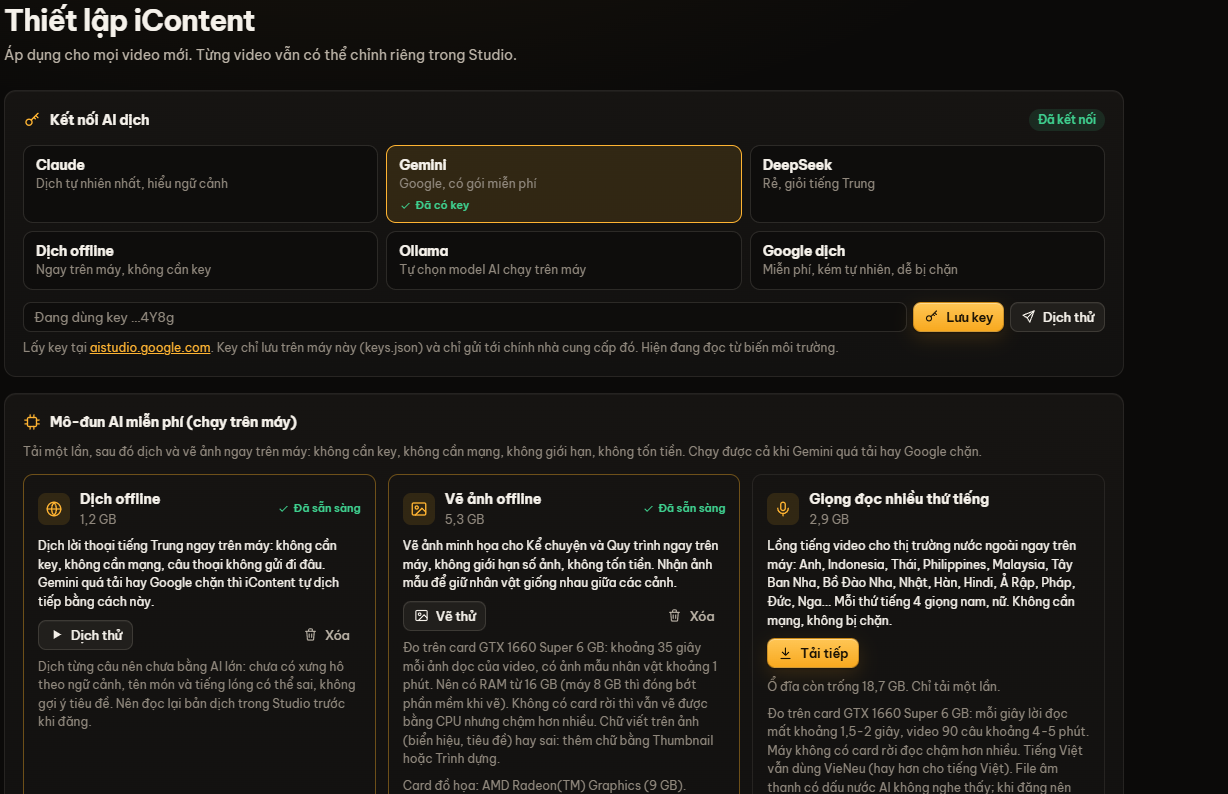 Thiết lập iContent
Áp dụng cho mọi video mới. Từng video vẫn có thể chỉnh riêng trong Studio.
Kết nối AI dịch
Đã kết nối
Claude
Dịch tự nhiên nhất, hiểu ngữ cảnh
Gemini
Google, có gói miễn phí
Đã có key
DeepSeek
Rẻ, giỏi tiếng Trung
Dịch offline
Ngay trên máy, không cần key
Ollama
Tự chọn model AI chạy trên máy
Google dịch
Miễn phí, kém tự nhiên, dễ bị chặn
Đang dùng key ...4Y8g
Lưu key
Dịch thử
Lấy key tại aistudio.google.com. Key chỉ lưu trên máy này (keys.json) và chỉ gửi tới chính nhà cung cấp đó. Hiện đang đọc từ biến môi trường.
Mô-đun AI miễn phí (chạy trên máy)
Tải một lần, sau đó dịch và vẽ ảnh ngay trên máy: không cần key, không cần mạng, không giới hạn, không tốn tiền. Chạy được cả khi Gemini quá tải hay Google chặn.
Dịch offline
1,2 GB
Đã sẵn sàng
Dịch lời thoại tiếng Trung ngay trên máy: không cần
key, không cần mạng, câu thoại không gửi đi đâu.
Gemini quá tải hay Google chặn thì iContent tự dịch
tiếp bằng cách này.
Dịch thử
Xóa
Dịch từng câu nên chưa bằng AI lớn: chưa có xưng hô
theo ngữ cảnh, tên món và tiếng lóng có thể sai, không
gợi ý tiêu đề. Nên đọc lại bản dịch trong Studio trước
khi đăng.
Vẽ ảnh offline
5,3 GB
Đã sẵn sàng
Vẽ ảnh minh họa cho Kể chuyện và Quy trình ngay trên
máy, không giới hạn số ảnh, không tốn tiền. Nhận ảnh
mẫu để giữ nhân vật giống nhau giữa các cảnh.
Vẽ thử
Xóa
Đo trên card GTX 1660 Super 6 GB: khoảng 35 giây
mỗi ảnh dọc của video, có ảnh mẫu nhân vật khoảng 1
phút. Nên có RAM từ 16 GB (máy 8 GB thì đóng bớt
phần mềm khi vẽ). Không có card rời thì vẫn vẽ được
bằng CPU nhưng chậm hơn nhiều. Chữ viết trên ảnh
(biển hiệu, tiêu đề) hay sai: thêm chữ bằng Thumbnail
hoặc Trình dựng.
Card đồ họa: AMD Radeon(TM) Graphics (9 GB).
Giọng đọc nhiều thứ tiếng
2,9 GB
Lồng tiếng video cho thị trường nước ngoài ngay trên
máy: Anh, Indonesia, Thái, Philippines, Malaysia, Tây
Ban Nha, Bồ Đào Nha, Nhật, Hàn, Hindi, Ả Rập, Pháp,
Đức, Nga... Mỗi thứ tiếng 4 giọng nam, nữ. Không cần
mạng, không bị chặn.
Tải tiếp
Ổ đĩa còn trống 18,7 GB. Chỉ tải một lần.
Đo trên card GTX 1660 Super 6 GB: mỗi giây lời đọc
mất khoảng 1,5-2 giây, video 90 câu khoảng 4-5 phút.
Máy không có card rời đọc chậm hơn nhiều. Tiếng Việt
vẫn dùng VieNeu (hay hơn cho tiếng Việt). File âm
thanh có dấu nước AI không nghe thấy; khi đăng nên